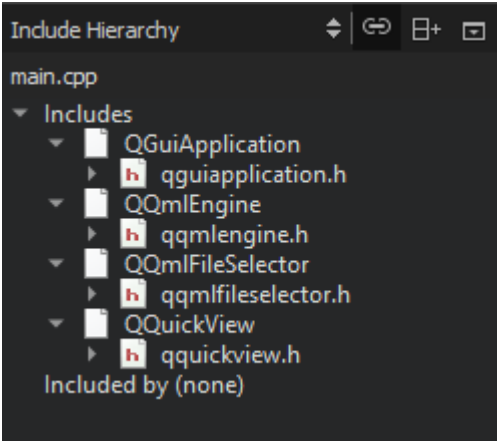 Include Hierarchy
main.cpp
Includes
QGuiApplication
h qguiapplication.h
QQmlEngine
h qqmlengine.h
QQmlFileSelector
h qqmlfileselector.h
QQuickView
h qquickview.h
Included by (none)